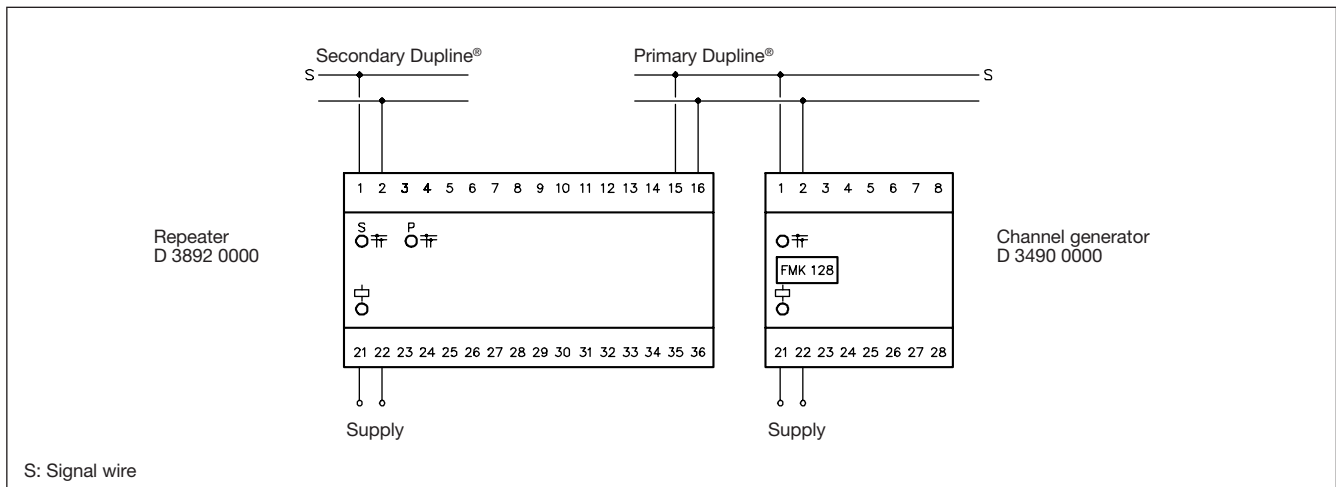 Secondary Dupline®
Primary Dupline®
S
S
1 2 3 4 5 6 7 8 9 10 11 12 13 14 15 16
1 2 3 4 5 6 7 8
S P
Repeater
D 3892 0000
FMK 128
Channel generator
D 3490 0000
21 22 23 24 25 26 27 28 29 30 31 32 33 34 35 36
21 22 23 24 25 26 27 28
Supply
Supply
S: Signal wire